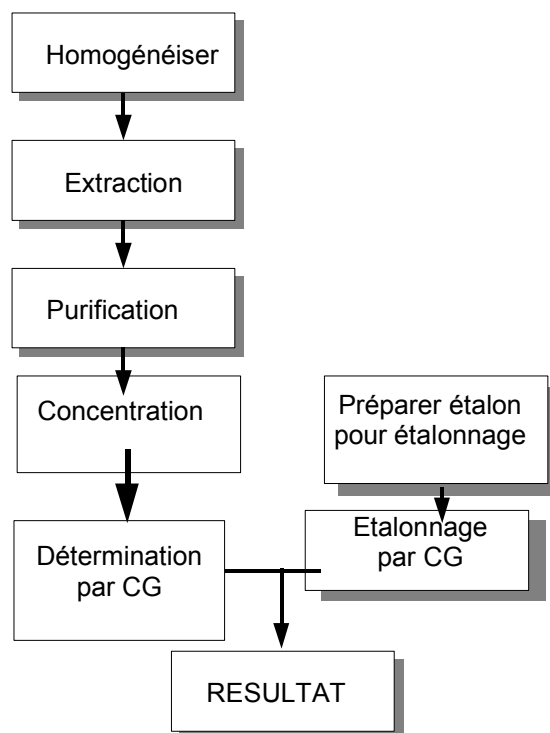 Homogénéiser
Extraction
Purification
Concentration
Préparer étalon
pour étalonnage
Détermination
par CG
Etalonnage
par CG
RESULTAT